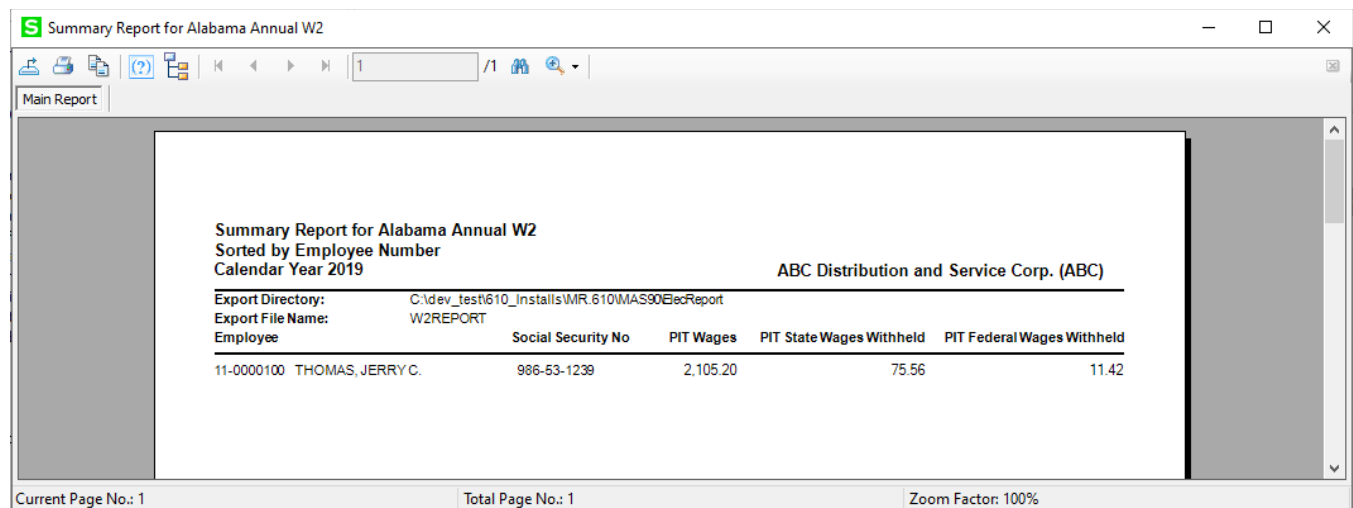 S Summary Report for Alabama Annual W2
(?) 1 /1
Main Report
Summary Report for Alabama Annual W2
Sorted by Employee Number
Calendar Year 2019 ABC Distribution and Service Corp. (ABC)
Export Directory: C:\dev_test\610_Installs\MR.610\MAS90\ElecReport
Export File Name: W2REPORT
Employee Social Security No PIT Wages PIT State Wages Withheld PIT Federal Wages Withheld
11-0000100 THOMAS, JERRY C. 986-53-1239 2,105.20 75.56 11.42
Current Page No.: 1 Total Page No.: 1 Zoom Factor: 100%